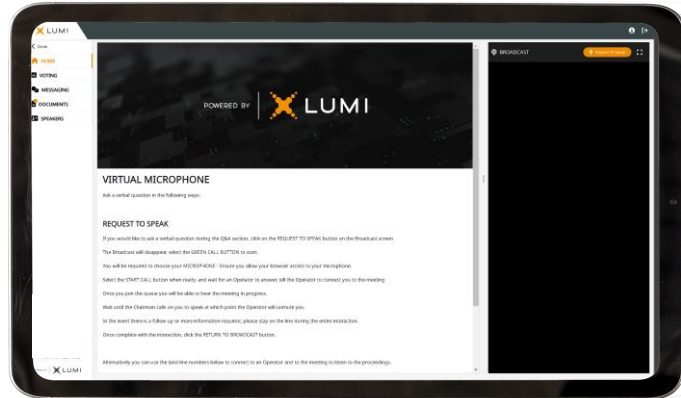 LUMI
Close
HOME
VOTING
MESSAGING
DOCUMENTS
SPEAKERS
POWERED BY LUMI
BROADCAST
Request to speak
VIRTUAL MICROPHONE
Ask a verbal question in the following ways:
REQUEST TO SPEAK
If you would like to ask a verbal question during the Q&A section, click on the REQUEST TO SPEAK button on the Broadcast screen
The Broadcast will disappear, select the GREEN CALL BUTTON to start.
You will be required to choose your MICROPHONE - Ensure you allow your browser access to your microphone.
Select the START CALL button when ready, and wait for an Operator to answer, tell the Operator to connect you to the meeting
Once you join the queue you will be able to hear the meeting in progress.
Wait until the Chairman calls on you to speak at which point the Operator will unmute you.
In the event there is a follow up or more information required, please stay on the line during the entire interaction.
Once complete with the interaction, click the RETURN TO BROADCAST button.
Alternatively you can use the land-line numbers below to connect to an Operator and to the meeting to listen to the proceedings.
LUMI